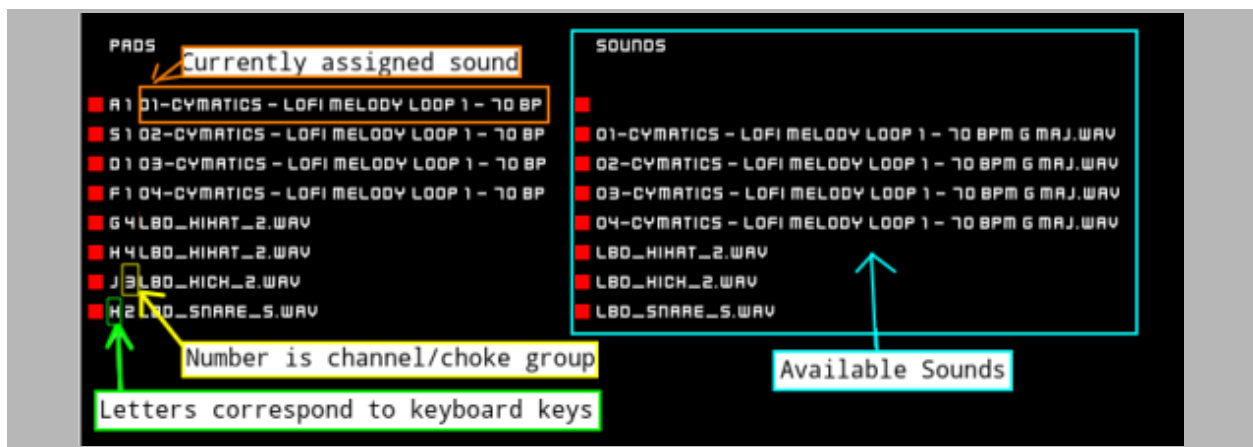 PADS
Currently assigned sound
A 1 01-CYMATICS - LOFI MELODY LOOP 1 - 70 BP
S 1 02-CYMATICS - LOFI MELODY LOOP 1 - 70 BP
D 1 03-CYMATICS - LOFI MELODY LOOP 1 - 70 BP
F 1 04-CYMATICS - LOFI MELODY LOOP 1 - 70 BP
G 4 LBD_HIHAT_2.WAV
H 4 LBD_HIHAT_2.WAV
J 3 LBD_HICH_2.WAV
H 2 LBD_SNARE_5.WAV
Number is channel/choke group
Letters correspond to keyboard keys
SOUNDS
01-CYMATICS - LOFI MELODY LOOP 1 - 70 BPM G MAJ.WAV
02-CYMATICS - LOFI MELODY LOOP 1 - 70 BPM G MAJ.WAV
03-CYMATICS - LOFI MELODY LOOP 1 - 70 BPM G MAJ.WAV
04-CYMATICS - LOFI MELODY LOOP 1 - 70 BPM G MAJ.WAV
LBD_HIHAT_2.WAV
LBD_HICH_2.WAV
LBD_SNARE_5.WAV
Available Sounds